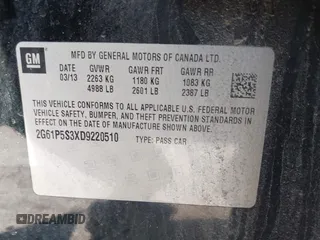 GM
MFD BY GENERAL MOTORS OF CANADA LTD.
DATE GVWR GAWR FRT GAWR RR
03/13 2263 KG 1180 KG 1083 KG
4988 LB 2601 LB 2387 LB
THIS VEHICLE CONFORMS TO ALL APPLICABLE U.S. FEDERAL MOTOR
VEHICLE SAFETY, BUMPER, AND THEFT PREVENTION STANDARDS IN
EFFECT ON THE DATE OF MANUFACTURE SHOWN ABOVE.
2G61P5S3XD9220510 TYPE: PASS CAR
DREAMBID